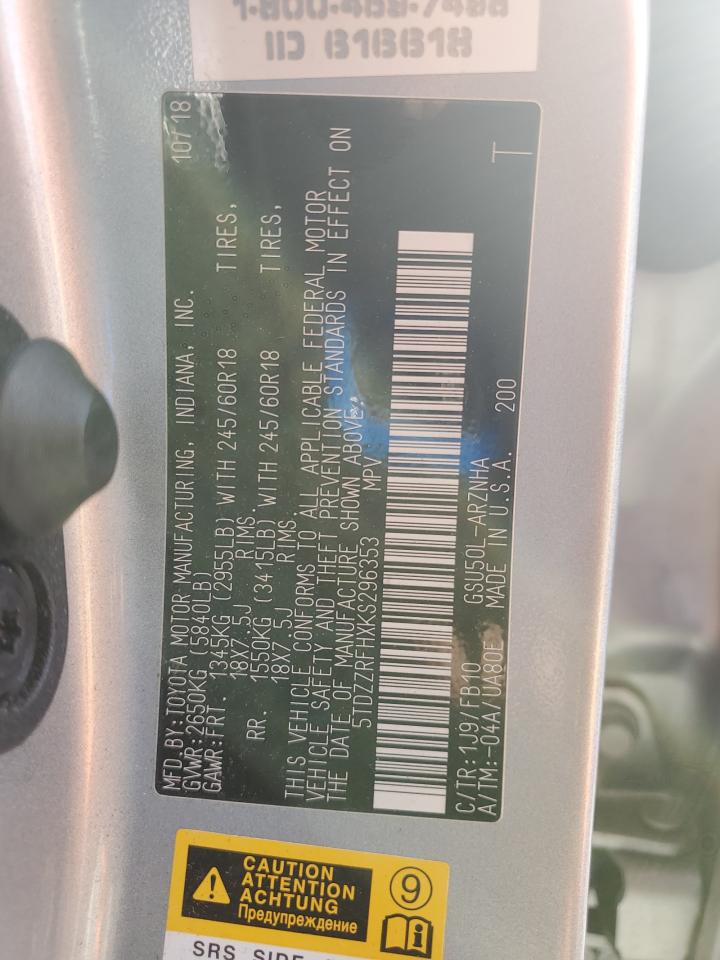 1-800-469-7498
ID 616618
MFD.BY:TOYOTA MOTOR MANUFACTURING, INDIANA, INC. 10/18
GVWR:2650KG (5840LB)
GAWR:FRT. 1345KG (2955LB) WITH 245/60R18 TIRES,
18X7.5J RIMS
RR. 1550KG (3415LB) WITH 245/60R18 TIRES,
18X7.5J RIMS.
THIS VEHICLE CONFORMS TO ALL APPLICABLE FEDERAL MOTOR
VEHICLE SAFETY AND THEFT PREVENTION STANDARDS IN EFFECT ON
THE DATE OF MANUFACTURE SHOWN ABOVE.
5TDZZRFHXKS296353 MPV
C/TR:1J9/FB10 GSU50L-ARZNHA
A/TM:-04A/UA80E MADE IN U.S.A. 200 T
CAUTION
ATTENTION
ACHTUNG
Предупреждение
9
SRS SIDE